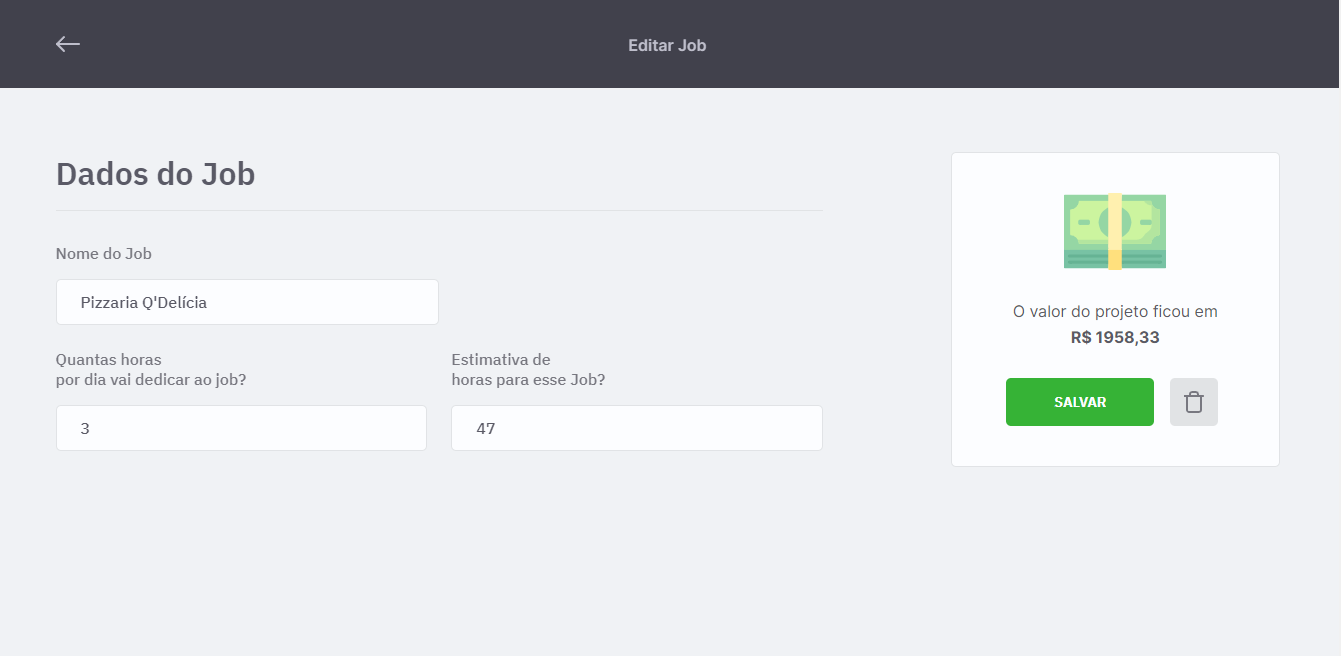 Editar Job
Dados do Job
Nome do Job
Pizzaria Q'Delícia
Quantas horas
por dia vai dedicar ao job?
3
Estimativa de
horas para esse Job?
47
O valor do projeto ficou em
R$ 1958,33
SALVAR